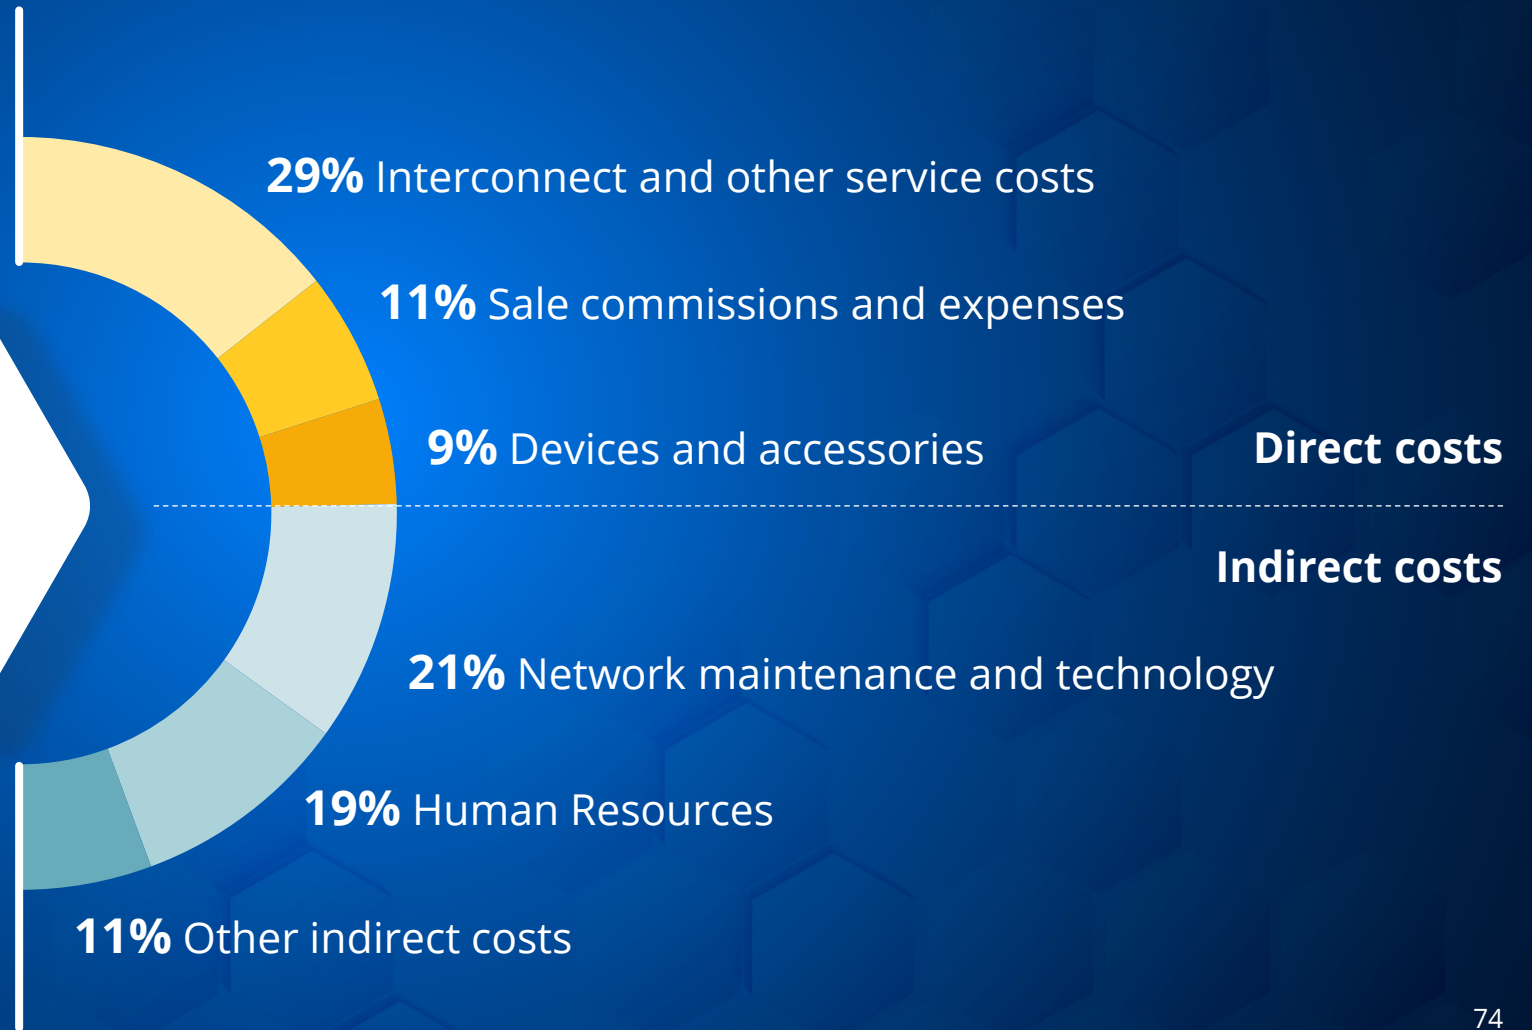 29% Interconnect and other service costs
11% Sale commissions and expenses
9% Devices and accessories
Direct costs
Indirect costs
21% Network maintenance and technology
19% Human Resources
11% Other indirect costs
74